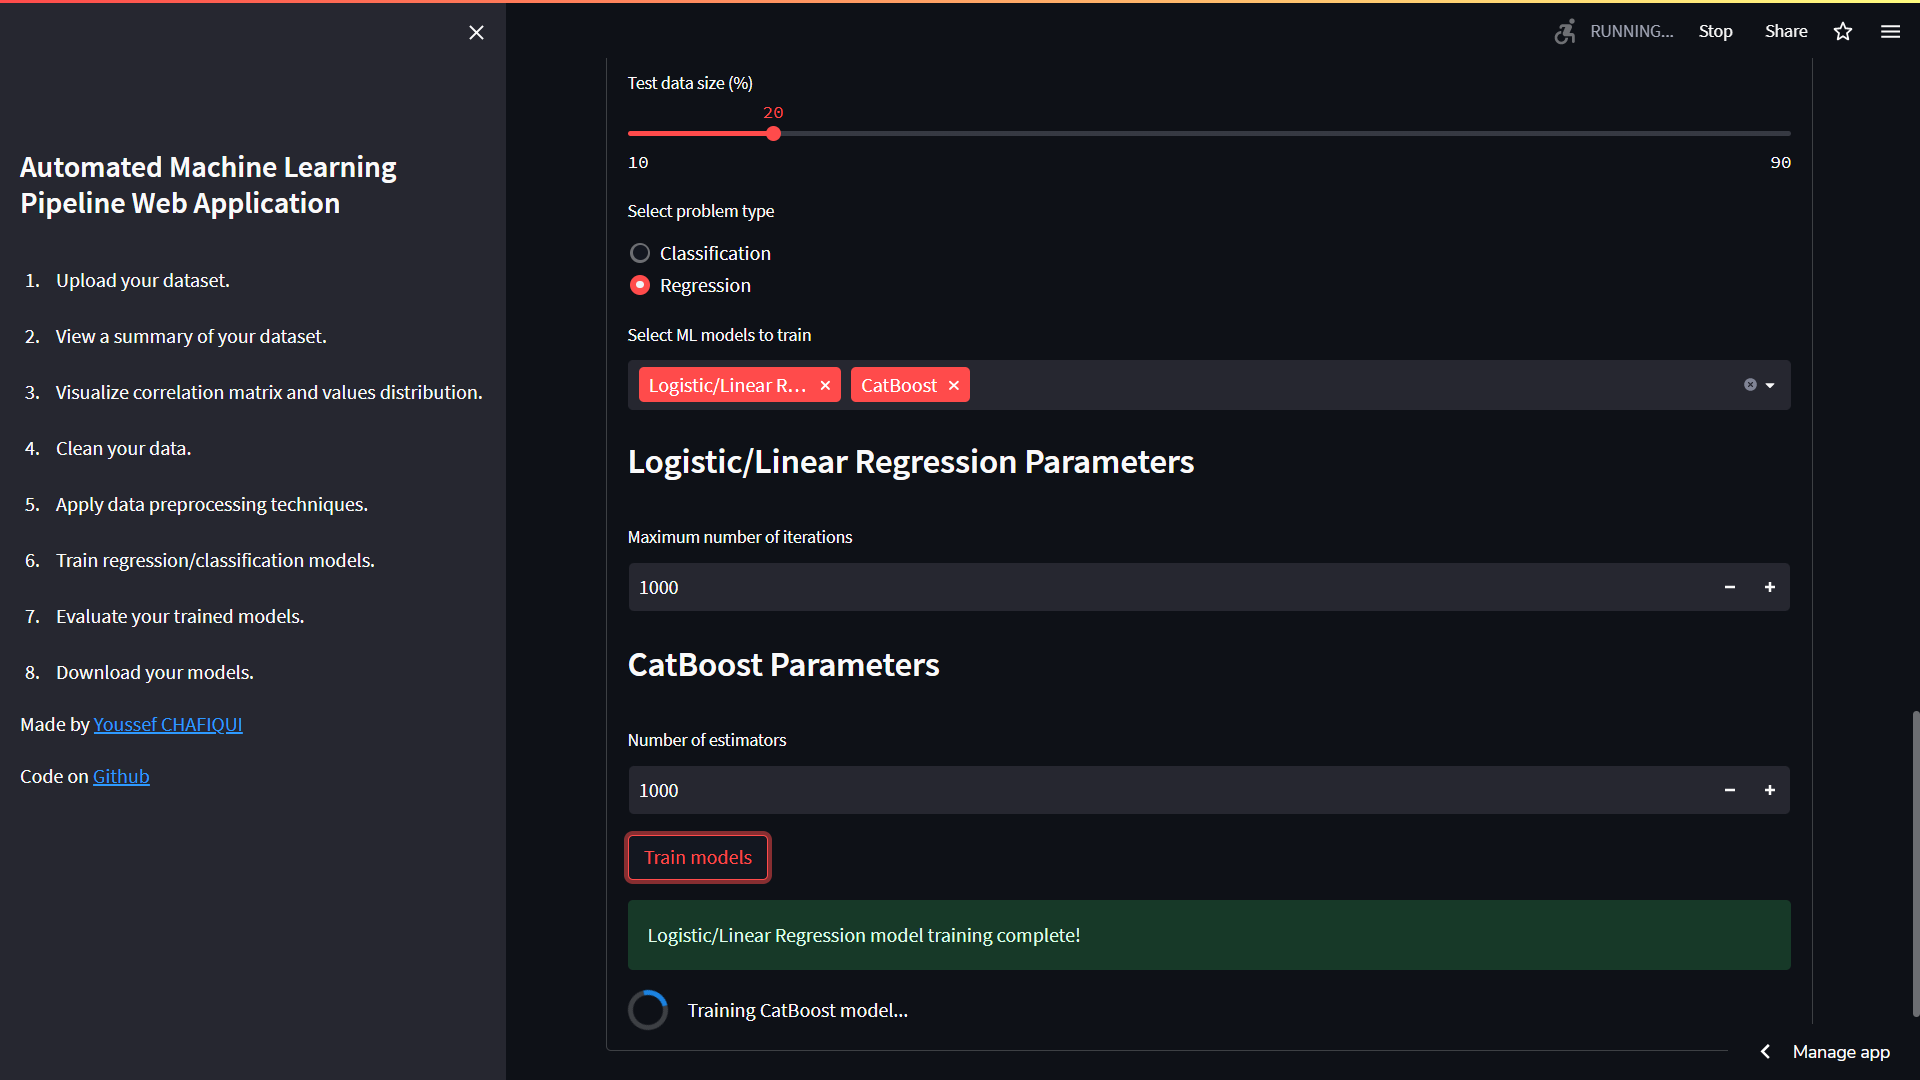 RUNNING...
Stop
Share
Automated Machine Learning
Pipeline Web Application
1. Upload your dataset.
2. View a summary of your dataset.
3. Visualize correlation matrix and values distribution.
4. Clean your data.
5. Apply data preprocessing techniques.
6. Train regression/classification models.
7. Evaluate your trained models.
8. Download your models.
Made by Youssef CHAFIQUI
Code on Github
Test data size (%)
20
10
90
Select problem type
Classification
Regression
Select ML models to train
Logistic/Linear R...
CatBoost
Logistic/Linear Regression Parameters
Maximum number of iterations
1000
CatBoost Parameters
Number of estimators
1000
Train models
Logistic/Linear Regression model training complete!
Training CatBoost model...
Manage app